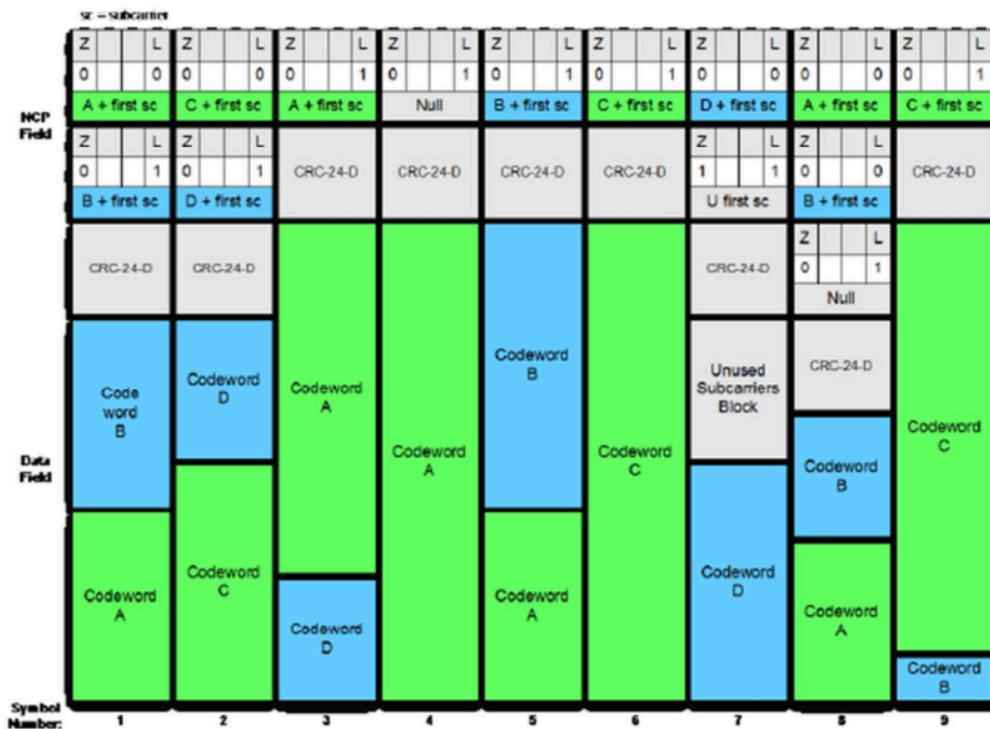 sc – subcarrier
Z L Z L Z L Z L Z L Z L Z L Z L Z L
0 0 0 0 0 1 0 1 0 1 0 1 0 0 0 0 0 1
A + first sc C + first sc A + first sc Null B + first sc C + first sc D + first sc A + first sc C + first sc
NCP
Field
Z L Z L CRC-24-D CRC-24-D CRC-24-D CRC-24-D Z L Z L CRC-24-D
0 1 0 1 1 1 0 0
B + first sc D + first sc U first sc B + first sc
CRC-24-D CRC-24-D CRC-24-D Z L
0 1
Null
Code
word
B
Codeword
D
Codeword
A
Codeword
A
Codeword
B
Codeword
C
Unused
Subcarriers
Block
CRC-24-D
Codeword
C
Data
Field
Codeword
B
Codeword
A
Codeword
C
Codeword
D
Codeword
A
Codeword
D
Codeword
A
Codeword
B
Symbol
Number: 1 2 3 4 5 6 7 8 9